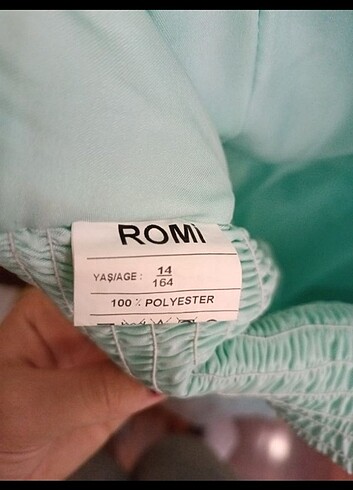 ROMİ
YAŞ/AGE : 14
164
100 % POLYESTER